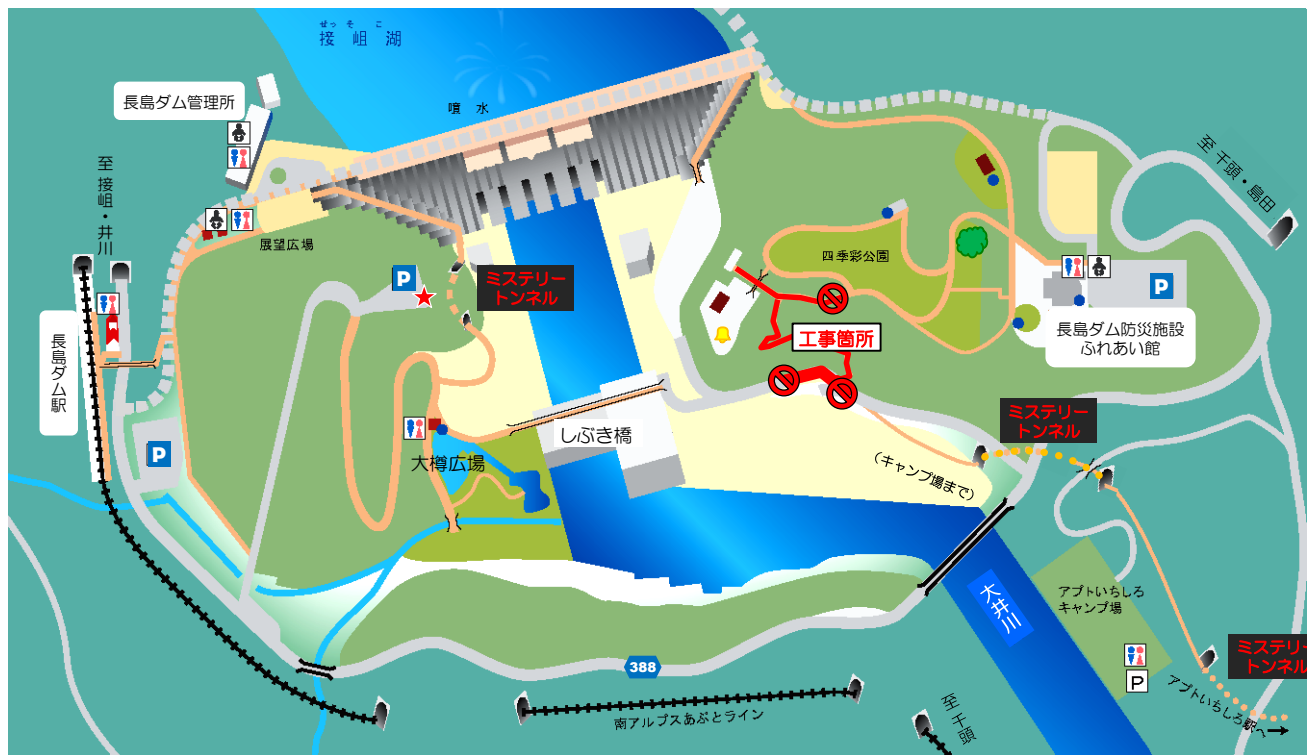 せっそこ
接岨湖
噴水
長島ダム管理所
至 接岨・井川
展望広場
P
ミステリー
トンネル
四季彩公園
至 千頭・島田
P
長島ダム防災施設
ふれあい館
工事箇所
長島ダム駅
P
大樽広場
しぶき橋
ミステリー
トンネル
(キャンプ場まで)
大井川
アプトいちしろ
キャンプ場
P
388
南アルプスあぷとライン
至 千頭
ミステリー
トンネル
アプトいちしろ駅へ→